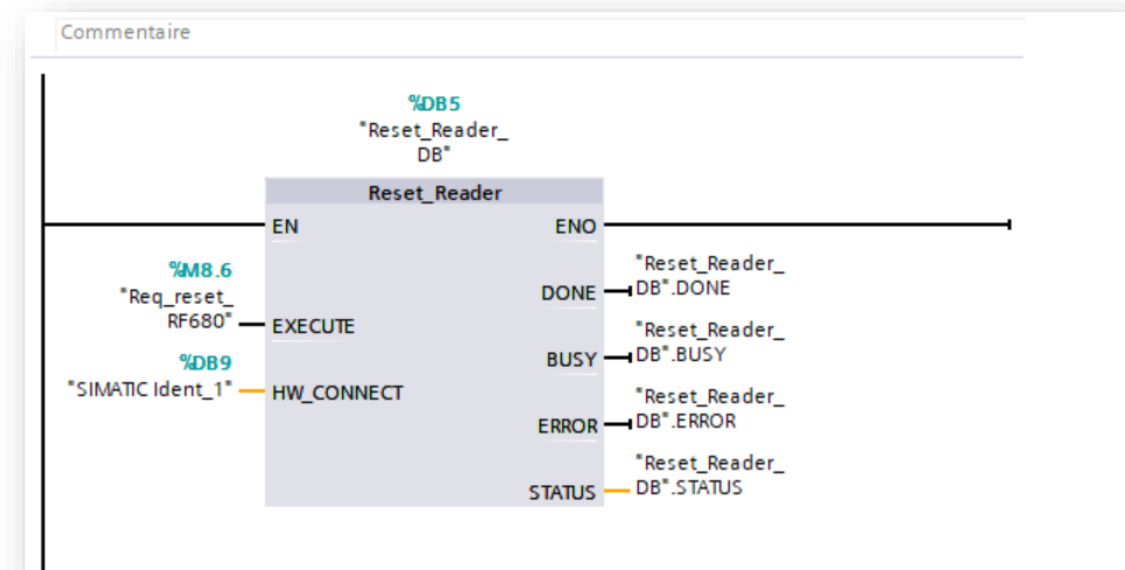 Commentaire
%DB5
"Reset_Reader_
DB"
Reset_Reader
EN
ENO
%M8.6
"Req_reset_
RF680"
EXECUTE
%DB9
"SIMATIC Ident_1"
HW_CONNECT
DONE
"Reset_Reader_
DB".DONE
BUSY
"Reset_Reader_
DB".BUSY
ERROR
"Reset_Reader_
DB".ERROR
STATUS
"Reset_Reader_
DB".STATUS